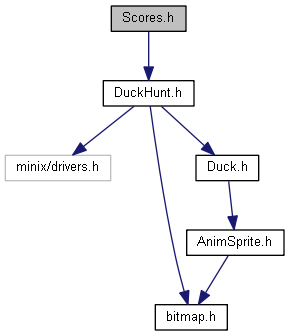 Scores.h
DuckHunt.h
minix/drivers.h
Duck.h
AnimSprite.h
bitmap.h